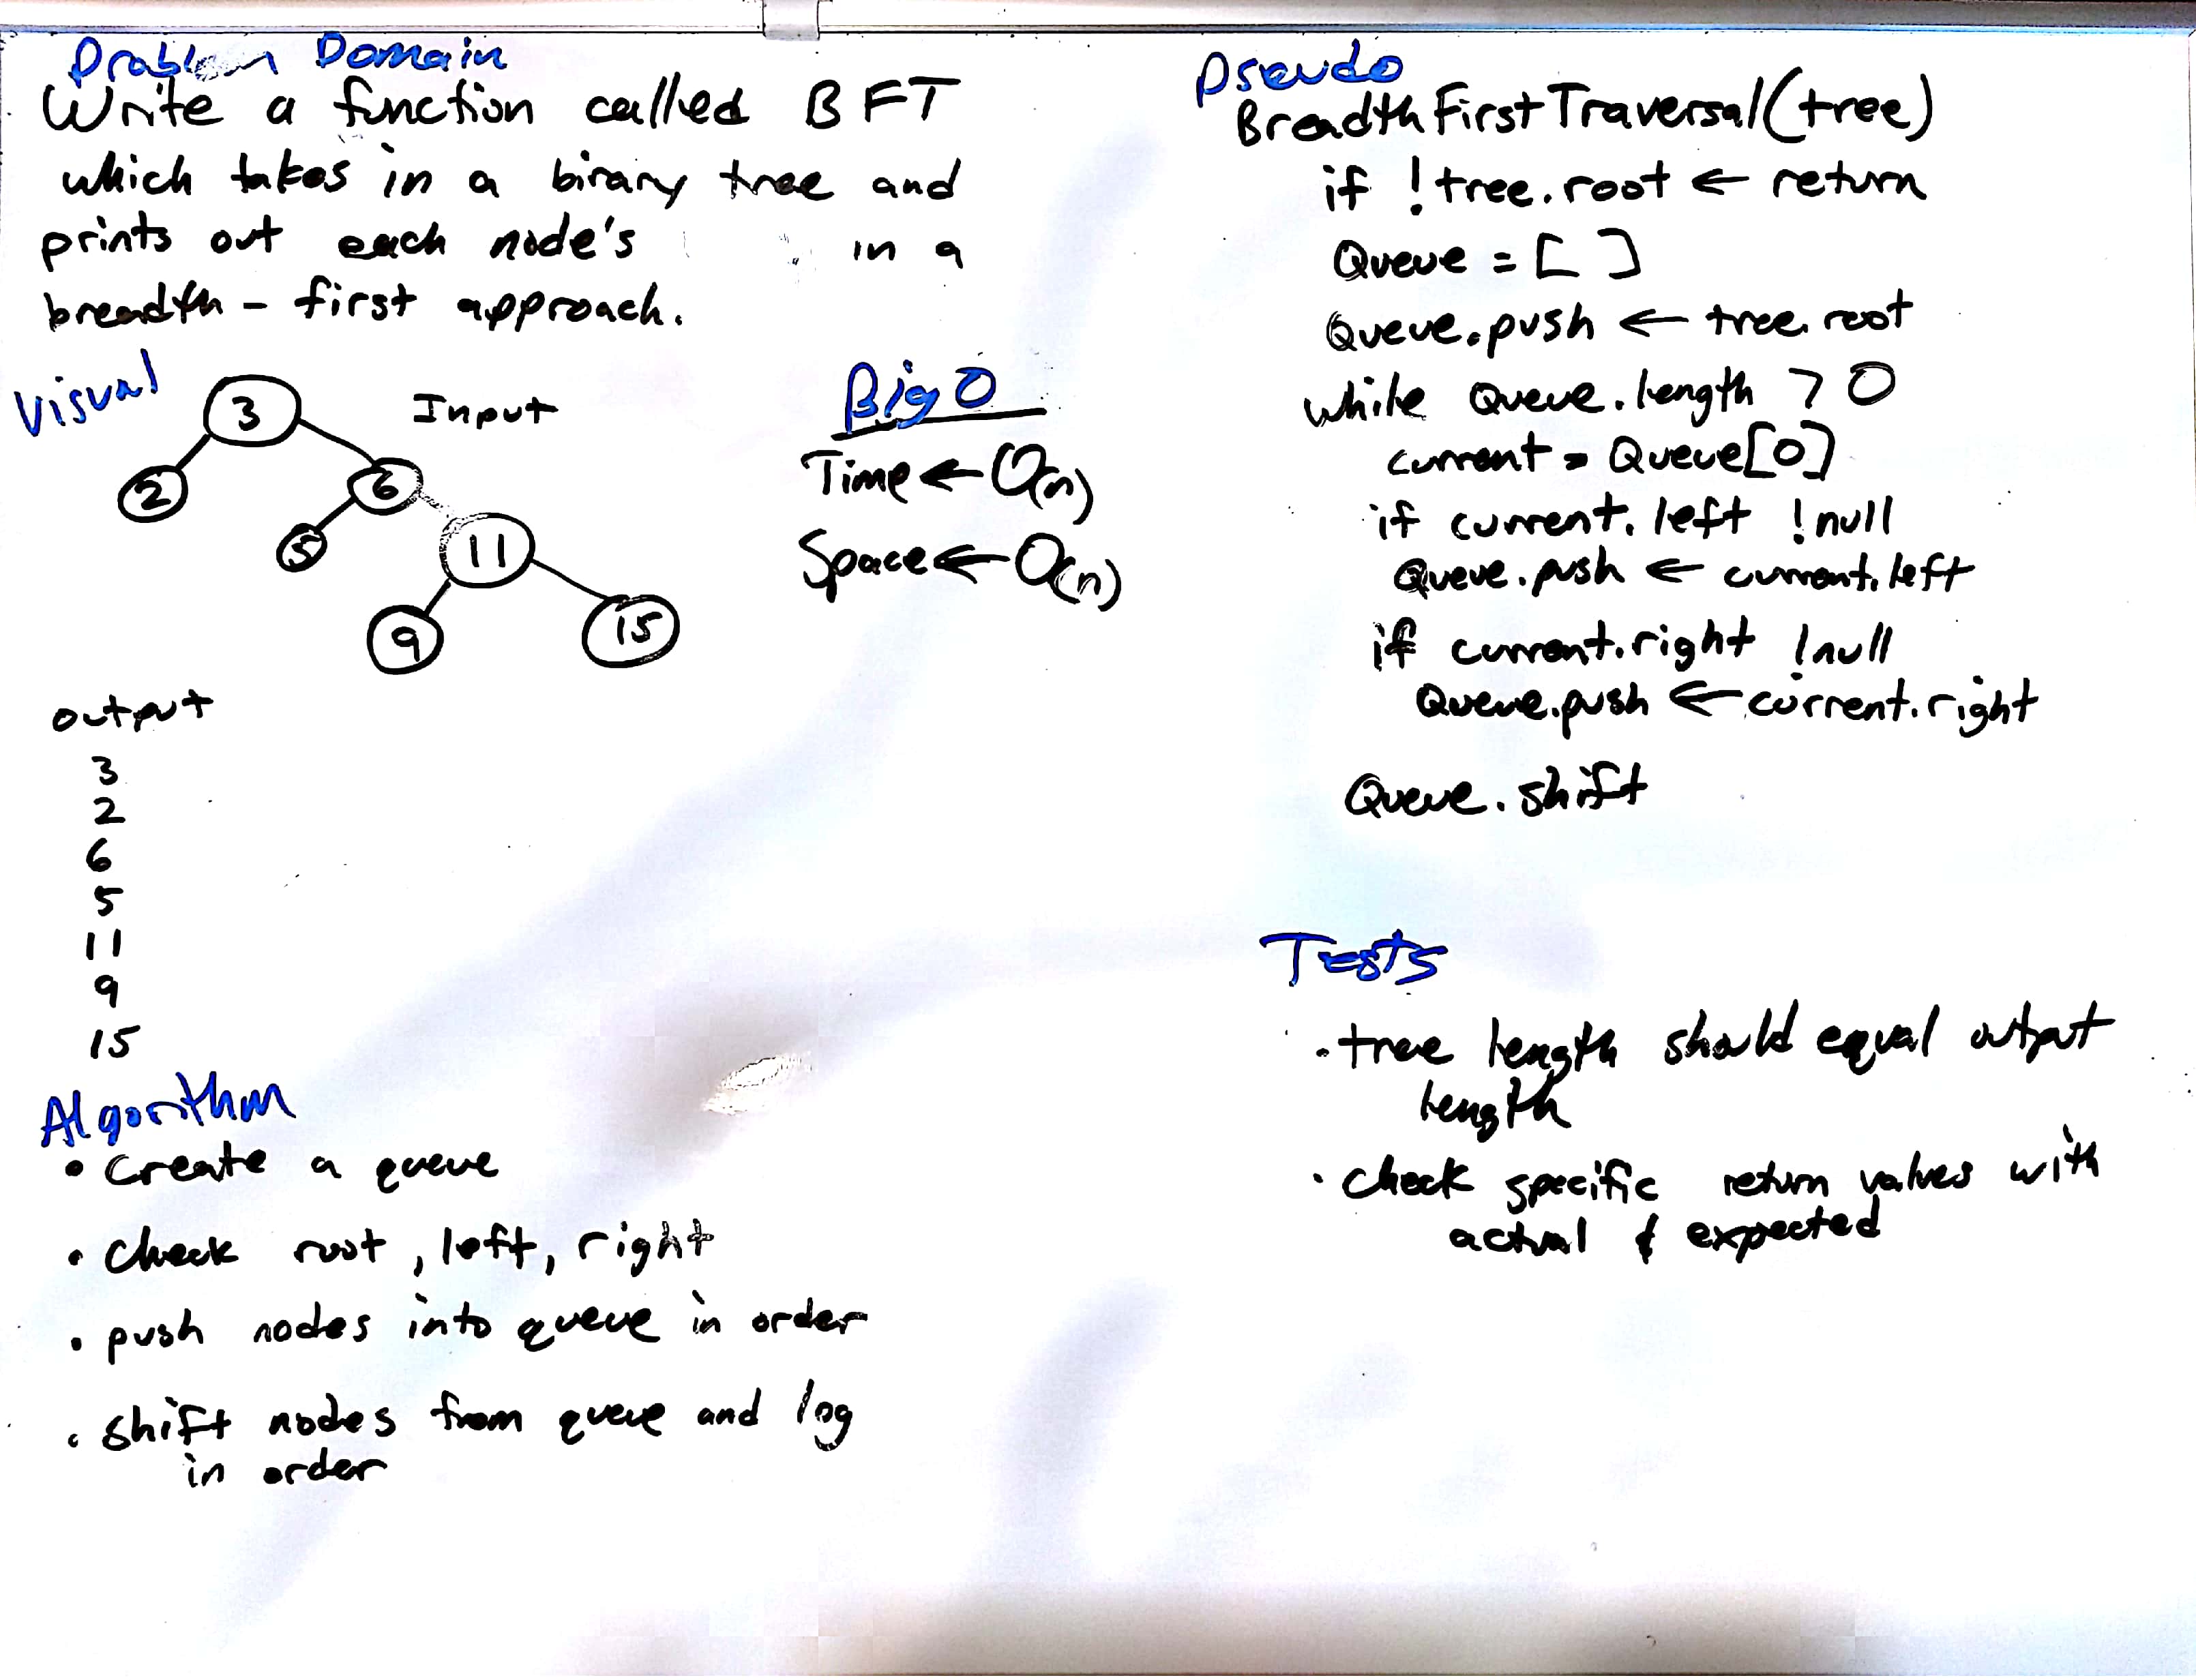 Problem Domain
Write a function called BFT
which takes in a binary tree and
prints out each node's in a
breadth - first approach.
Visual
Input
3
2
6
5
11
9
15
Big O
Time ← O(n)
Space ← O(n)
output
3
2
6
5
11
9
15
Algorithm
• create a queue
• check root, left, right
• push nodes into queue in order
• shift nodes from queue and log
in order
Pseudo
BreadthFirstTraversal(tree)
if !tree.root ← return
Queue = [ ]
Queue.push ← tree.root
while Queue.length > 0
current = Queue[0]
if current.left !null
Queue.push ← current.left
if current.right !null
Queue.push ← current.right
Queue.shift
Tests
• tree length should equal output
length
• check specific return values with
actual & expected